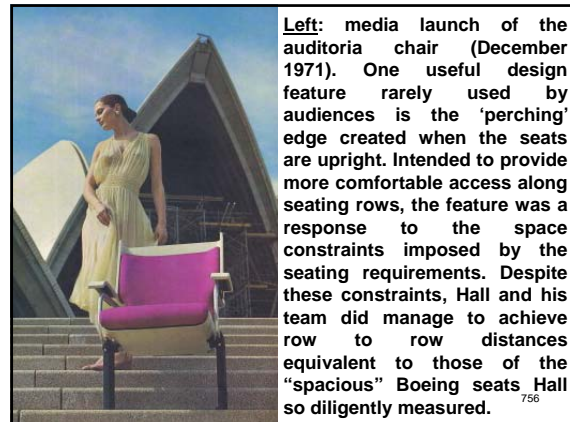 Left: media launch of the
auditoria chair (December
1971). One useful design
feature rarely used by
audiences is the ‘perching’
edge created when the seats
are upright. Intended to provide
more comfortable access along
seating rows, the feature was a
response to the space
constraints imposed by the
seating requirements. Despite
these constraints, Hall and his
team did manage to achieve
row to row distances
equivalent to those of the
“spacious” Boeing seats Hall
so diligently measured. 756